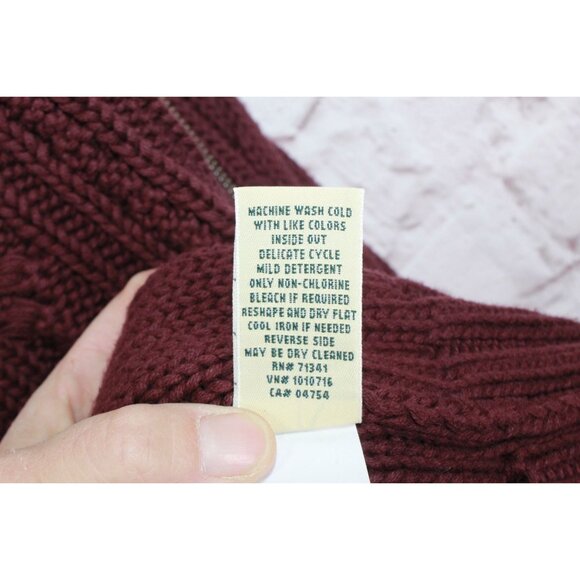 MACHINE WASH COLD
WITH LIKE COLORS
INSIDE OUT
DELICATE CYCLE
MILD DETERGENT
ONLY NON-CHLORINE
BLEACH IF REQUIRED
RESHAPE AND DRY FLAT
COOL IRON IF NEEDED
REVERSE SIDE
MAY BE DRY CLEANED
RN# 71341
VN# 1010716
CA# 04754